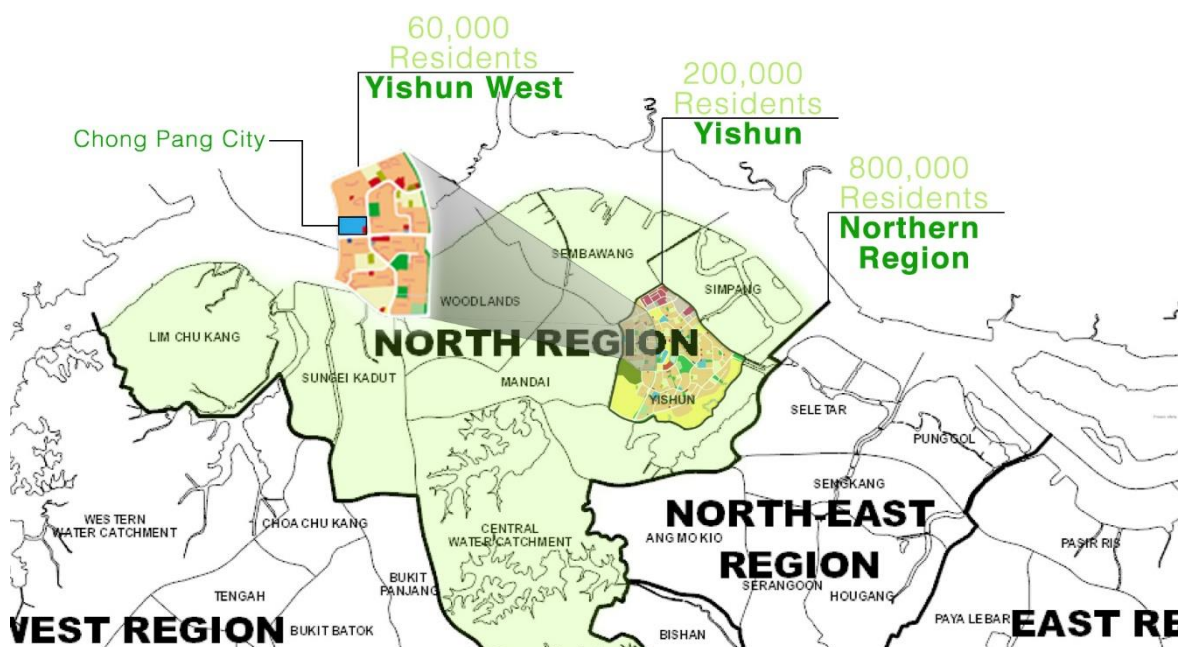 60,000
Residents
Yishun West
200,000
Residents
Yishun
Chong Pang City
800,000
Residents
Northern
Region
SEMBAWANG
SIMPANG
WOODLANDS
LIM CHU KANG
NORTH REGION
SUNGEI KADUT
MANDAI
YISHUN
SELETAR
PUNGGOL
SENGKANG
WESTERN
WATER CATCHMENT
CHOA CHU KANG
CENTRAL
WATER CATCHMENT
NORTH-EAST
REGION
ANG MO KIO
PASIR RIS
BUKIT
PANJANG
TENGAH
SERANGOON
HOUGANG
WEST REGION
BUKIT BATOK
BISHAN
PAYA LEBAR
EAST RE